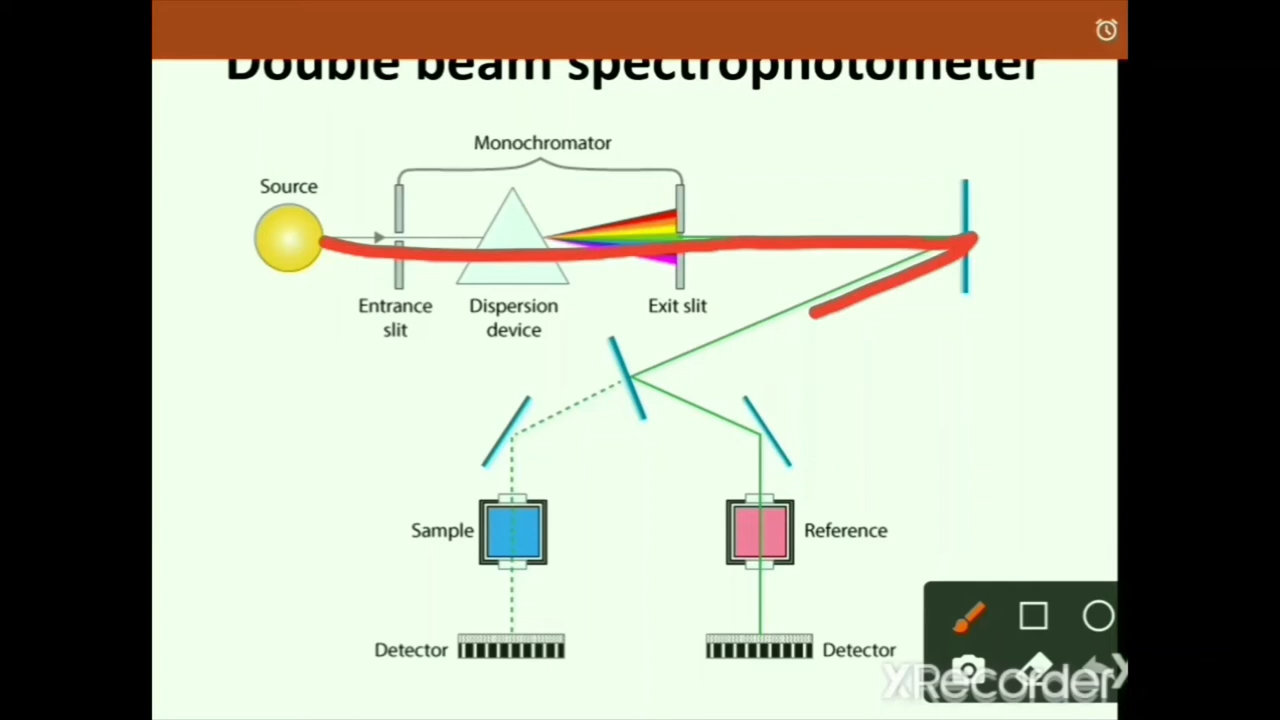 Double beam spectrophotometer
Monochromator
Source
Entrance
slit
Dispersion
device
Exit slit
Sample
Reference
Detector
Detector
XRecorder